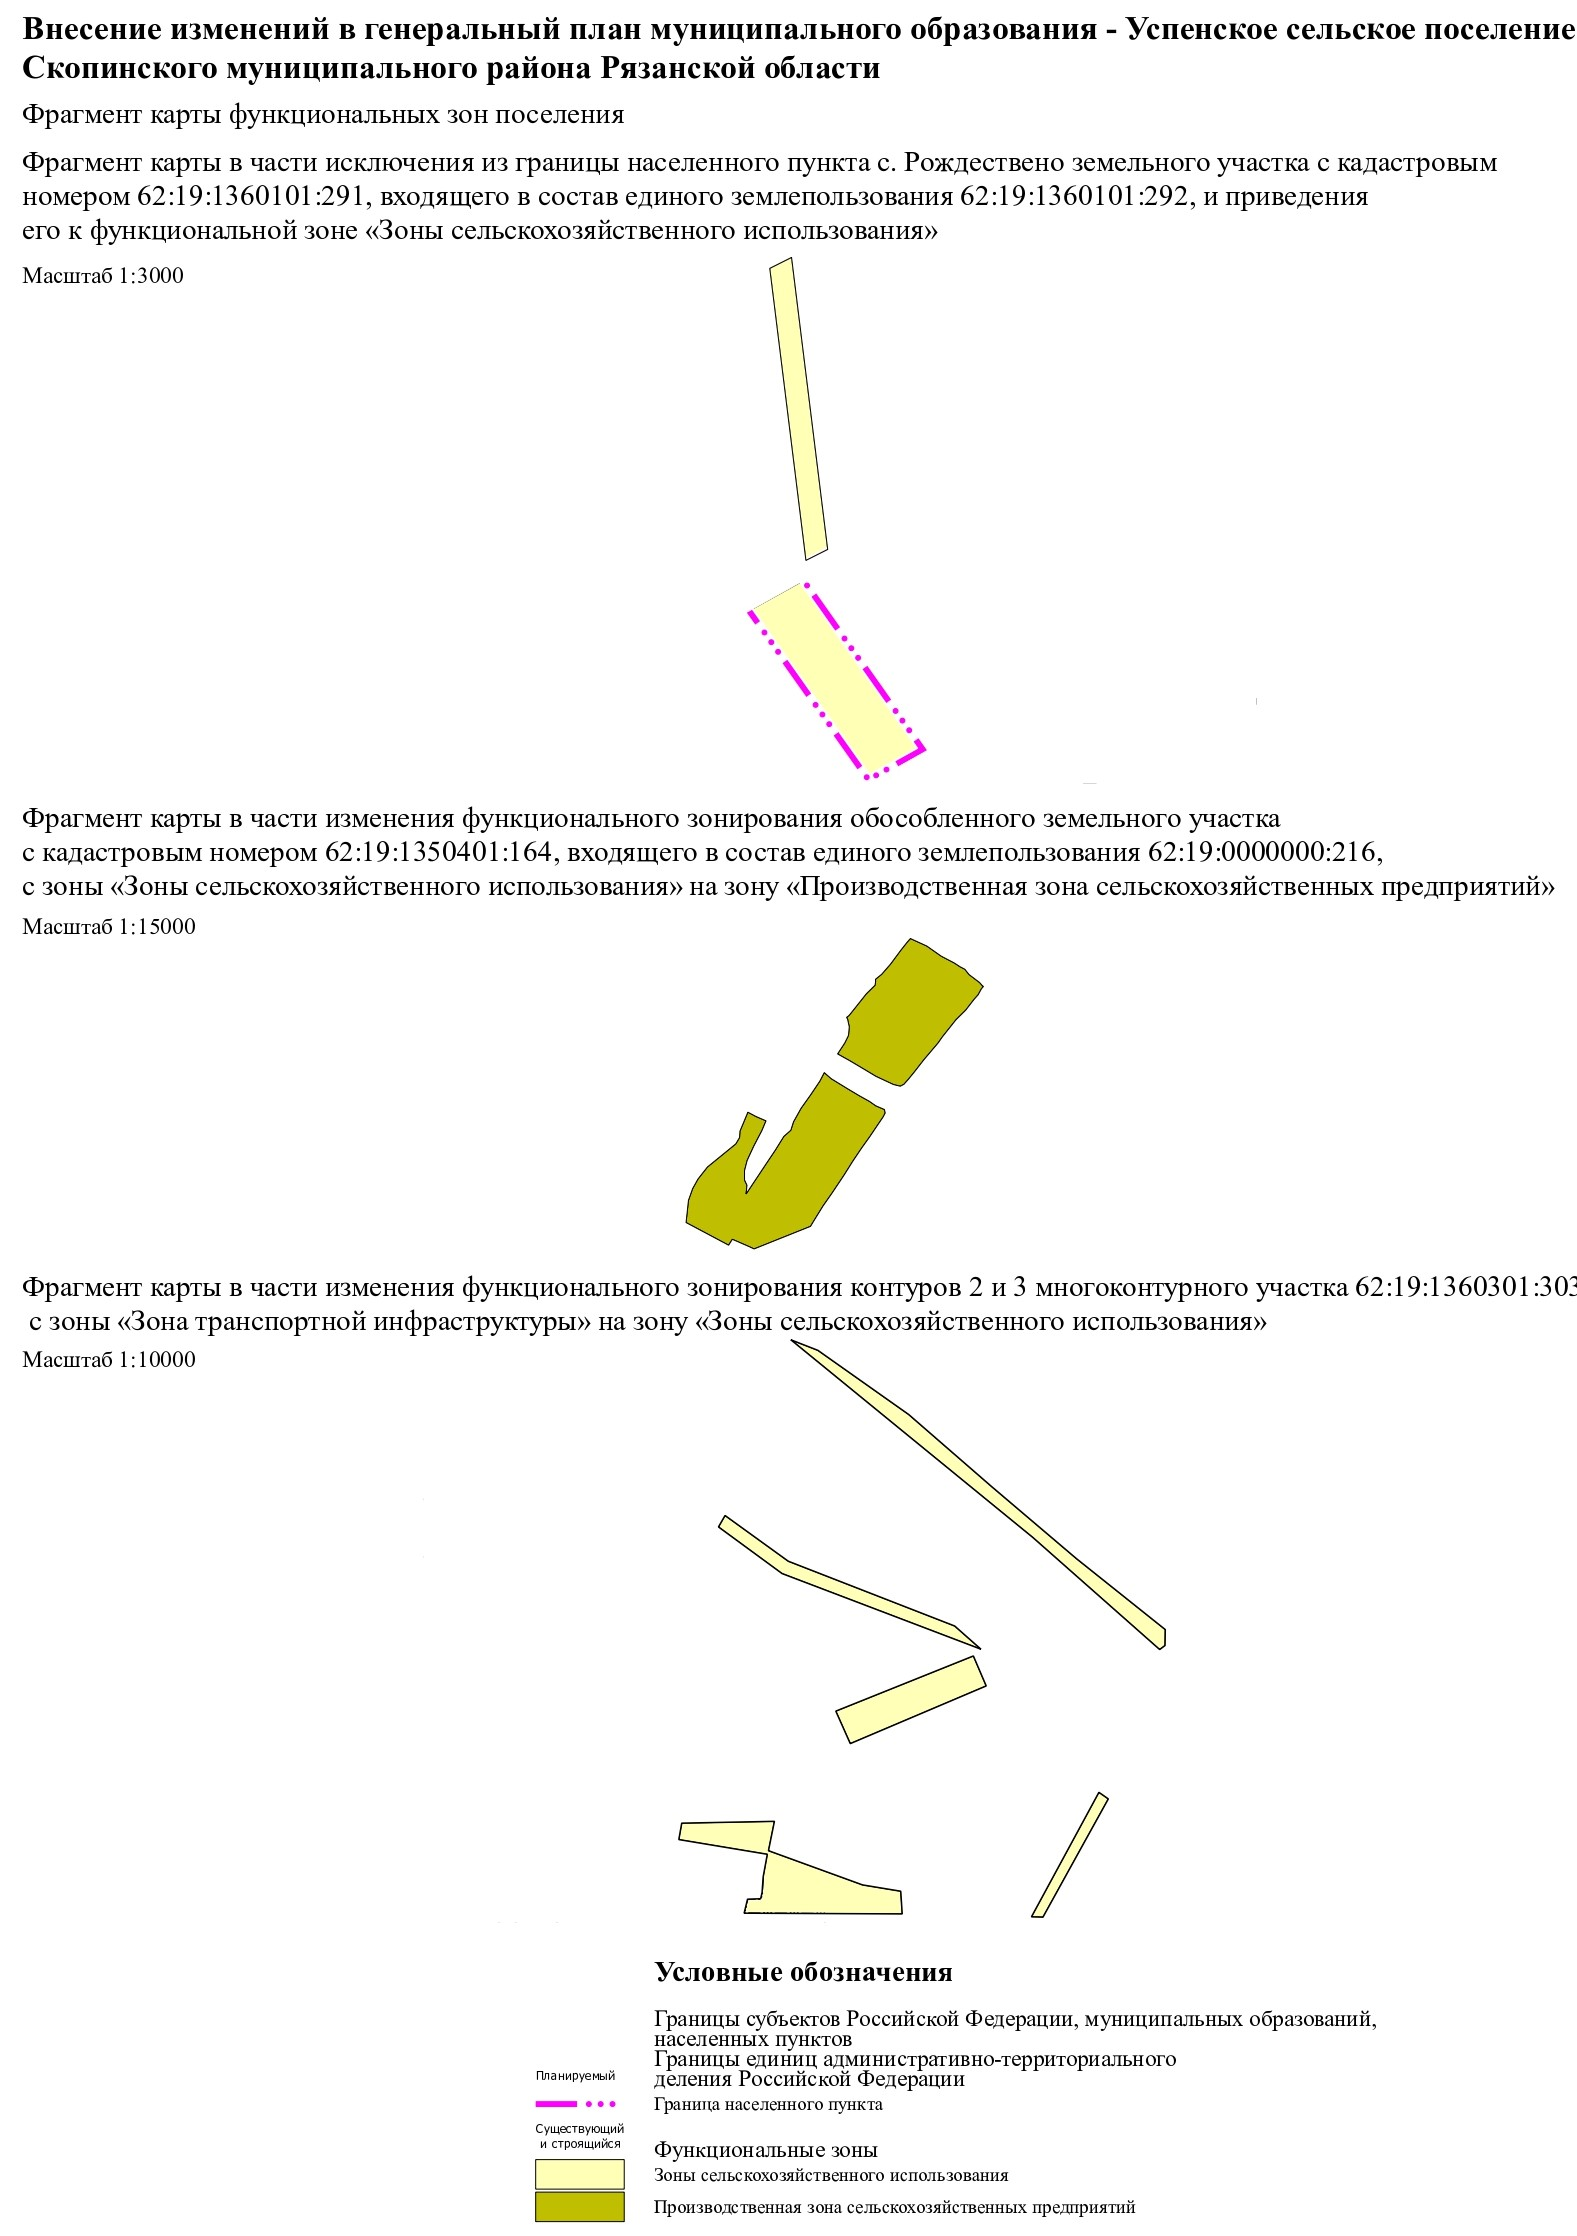 Внесение изменений в генеральный план муниципального образования - Успенское сельское поселение
Скопинского муниципального района Рязанской области
Фрагмент карты функциональных зон поселения
Фрагмент карты в части исключения из границы населенного пункта с. Рождествено земельного участка с кадастровым
номером 62:19:1360101:291, входящего в состав единого землепользования 62:19:1360101:292, и приведения
его к функциональной зоне «Зоны сельскохозяйственного использования»
Масштаб 1:3000
Фрагмент карты в части изменения функционального зонирования обособленного земельного участка
с кадастровым номером 62:19:1350401:164, входящего в состав единого землепользования 62:19:0000000:216,
с зоны «Зоны сельскохозяйственного использования» на зону «Производственная зона сельскохозяйственных предприятий»
Масштаб 1:15000
Фрагмент карты в части изменения функционального зонирования контуров 2 и 3 многоконтурного участка 62:19:1360301:303
с зоны «Зона транспортной инфраструктуры» на зону «Зоны сельскохозяйственного использования»
Масштаб 1:10000
Условные обозначения
Границы субъектов Российской Федерации, муниципальных образований,
населенных пунктов
Границы единиц административно-территориального
деления Российской Федерации
Планируемый
Граница населенного пункта
Существующий
и строящийся
Функциональные зоны
Зоны сельскохозяйственного использования
Производственная зона сельскохозяйственных предприятий